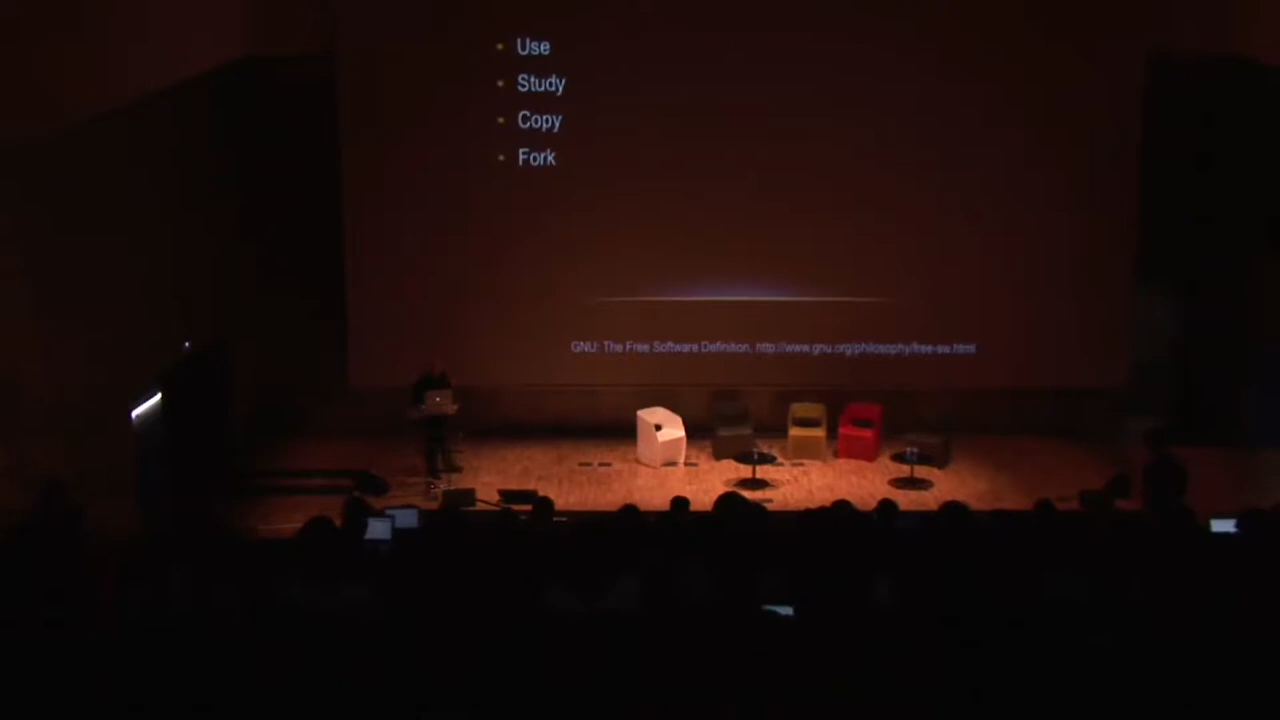 Use
Study
Copy
Fork
GNU: The Free Software Definition, http://www.gnu.org/philosophy/free-sw.html